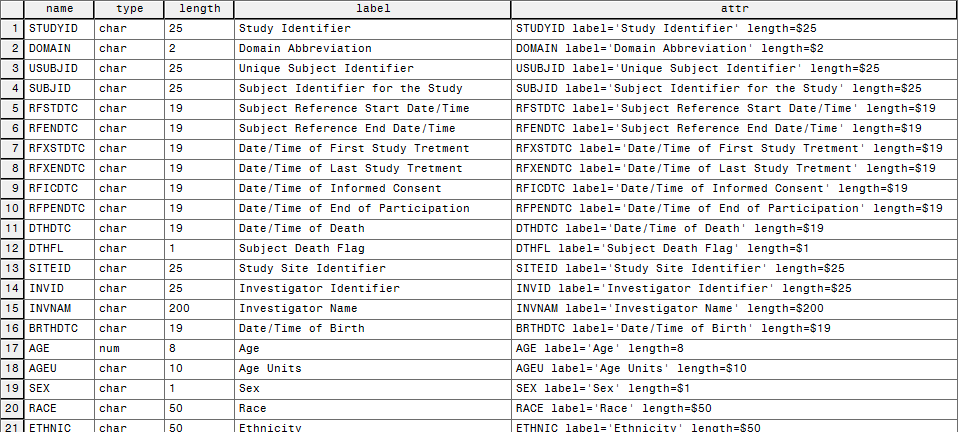 name type length label attr
1 STUDYID char 25 Study Identifier STUDYID label='Study Identifier' length=$25
2 DOMAIN char 2 Domain Abbreviation DOMAIN label='Domain Abbreviation' length=$2
3 USUBJID char 25 Unique Subject Identifier USUBJID label='Unique Subject Identifier' length=$25
4 SUBJID char 25 Subject Identifier for the Study SUBJID label='Subject Identifier for the Study' length=$25
5 RFSTDTC char 19 Subject Reference Start Date/Time RFSTDTC label='Subject Reference Start Date/Time' length=$19
6 RFENDTC char 19 Subject Reference End Date/Time RFENDTC label='Subject Reference End Date/Time' length=$19
7 RFXSTDTC char 19 Date/Time of First Study Tretment RFXSTDTC label='Date/Time of First Study Tretment' length=$19
8 RFXENDTC char 19 Date/Time of Last Study Tretment RFXENDTC label='Date/Time of Last Study Tretment' length=$19
9 RFICDTC char 19 Date/Time of Informed Consent RFICDTC label='Date/Time of Informed Consent' length=$19
10 RFPENDTC char 19 Date/Time of End of Participation RFPENDTC label='Date/Time of End of Participation' length=$19
11 DTHDTC char 19 Date/Time of Death DTHDTC label='Date/Time of Death' length=$19
12 DTHFL char 1 Subject Death Flag DTHFL label='Subject Death Flag' length=$1
13 SITEID char 25 Study Site Identifier SITEID label='Study Site Identifier' length=$25
14 INVID char 25 Investigator Identifier INVID label='Investigator Identifier' length=$25
15 INVNAM char 200 Investigator Name INVNAM label='Investigator Name' length=$200
16 BRTHDTC char 19 Date/Time of Birth BRTHDTC label='Date/Time of Birth' length=$19
17 AGE num 8 Age AGE label='Age' length=8
18 AGEU char 10 Age Units AGEU label='Age Units' length=$10
19 SEX char 1 Sex SEX label='Sex' length=$1
20 RACE char 50 Race RACE label='Race' length=$50
21 ETHNIC char 50 Ethnicity ETHNIC label='Ethnicity' length=$50